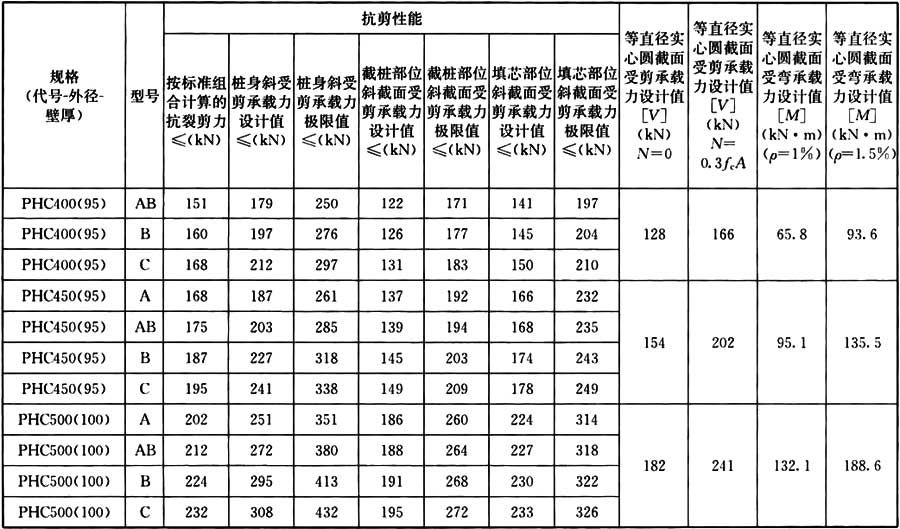 规格
(代号-外径-
壁厚)
型号
抗剪性能
按标准组
合计算的
抗裂剪力
≤(kN)
桩身斜受
剪承载力
设计值
≤(kN)
桩身斜受
剪承载力
极限值
≤(kN)
截桩部位
斜截面受
剪承载力
设计值
≤(kN)
截桩部位
斜截面受
剪承载力
极限值
≤(kN)
填芯部位
斜截面受
剪承载力
设计值
≤(kN)
填芯部位
斜截面受
剪承载力
极限值
≤(kN)
等直径实
心圆截面
受剪承载
力设计值
[V]
(kN)
N=0
等直径实
心圆截面
受剪承载
力设计值
[V]
(kN)
N=
0.3fcA
等直径实
心圆截面
受弯承载
力设计值
[M]
(kN·m)
(ρ=1%)
等直径实
心圆截面
受弯承载
力设计值
[M]
(kN·m)
(ρ=1.5%)
PHC400(95) AB 151 179 250 122 171 141 197
PHC400(95) B 160 197 276 126 177 145 204 128 166 65.8 93.6
PHC400(95) C 168 212 297 131 183 150 210
PHC450(95) A 168 187 261 137 192 166 232
PHC450(95) AB 175 203 285 139 194 168 235
154 202 95.1 135.5
PHC450(95) B 187 227 318 145 203 174 243
PHC450(95) C 195 241 338 149 209 178 249
PHC500(100) A 202 251 351 186 260 224 314
PHC500(100) AB 212 272 380 188 264 227 318
182 241 132.1 188.6
PHC500(100) B 224 295 413 191 268 230 322
PHC500(100) C 232 308 432 195 272 233 326